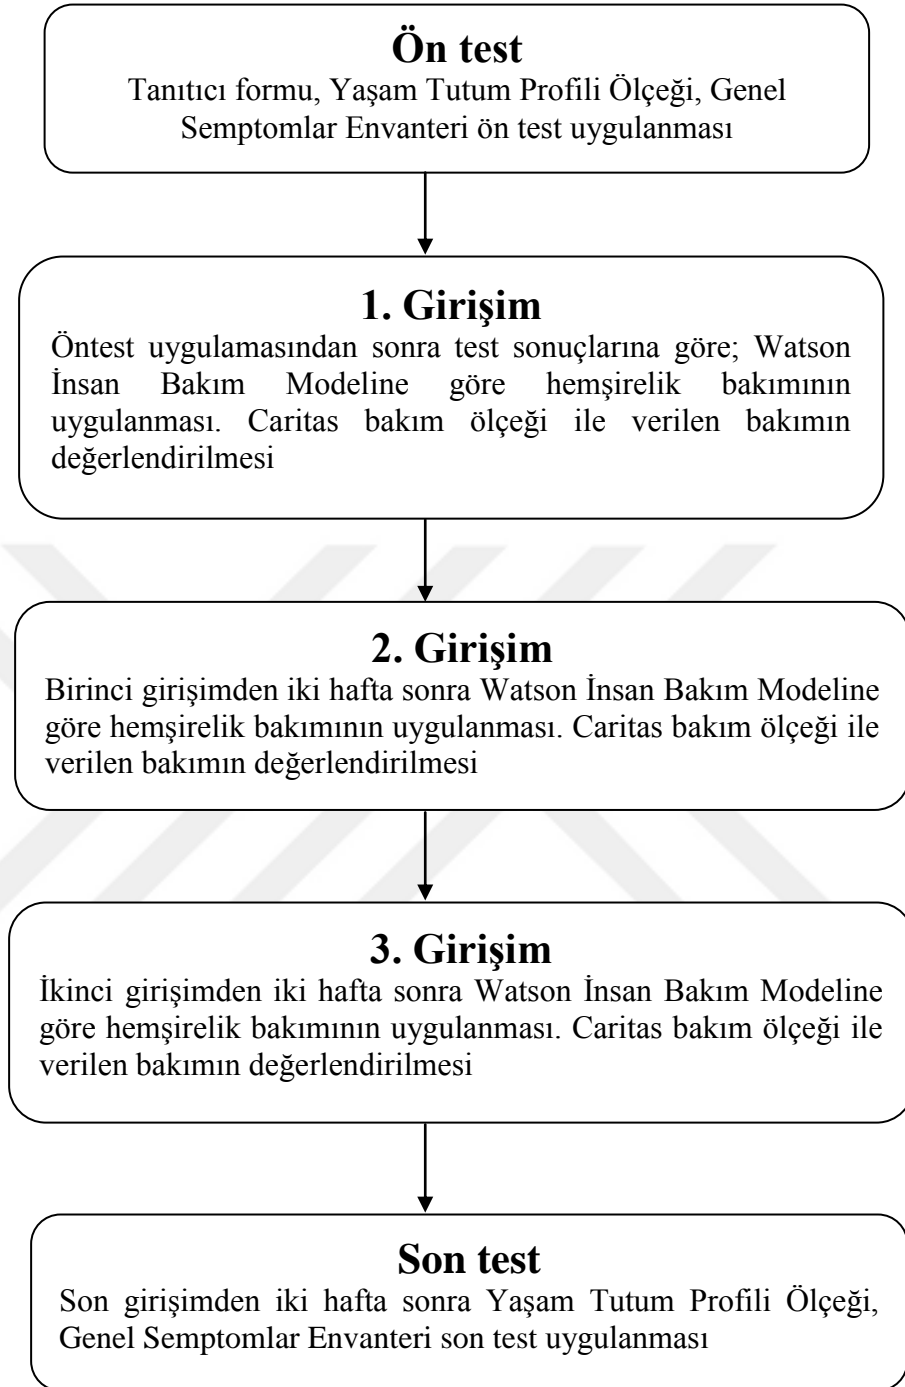 Ön test
Tanıtıcı formu, Yaşam Tutum Profili Ölçeği, Genel
Semptomlar Envanteri ön test uygulanması
1. Girişim
Öntest uygulamasından sonra test sonuçlarına göre; Watson
İnsan Bakım Modeline göre hemşirelik bakımının
uygulanması. Caritas bakım ölçeği ile verilen bakımın
değerlendirilmesi
2. Girişim
Birinci girişimden iki hafta sonra Watson İnsan Bakım Modeline
göre hemşirelik bakımının uygulanması. Caritas bakım ölçeği ile
verilen bakımın değerlendirilmesi
3. Girişim
İkinci girişimden iki hafta sonra Watson İnsan Bakım Modeline
göre hemşirelik bakımının uygulanması. Caritas bakım ölçeği ile
verilen bakımın değerlendirilmesi
Son test
Son girişimden iki hafta sonra Yaşam Tutum Profili Ölçeği,
Genel Semptomlar Envanteri son test uygulanması